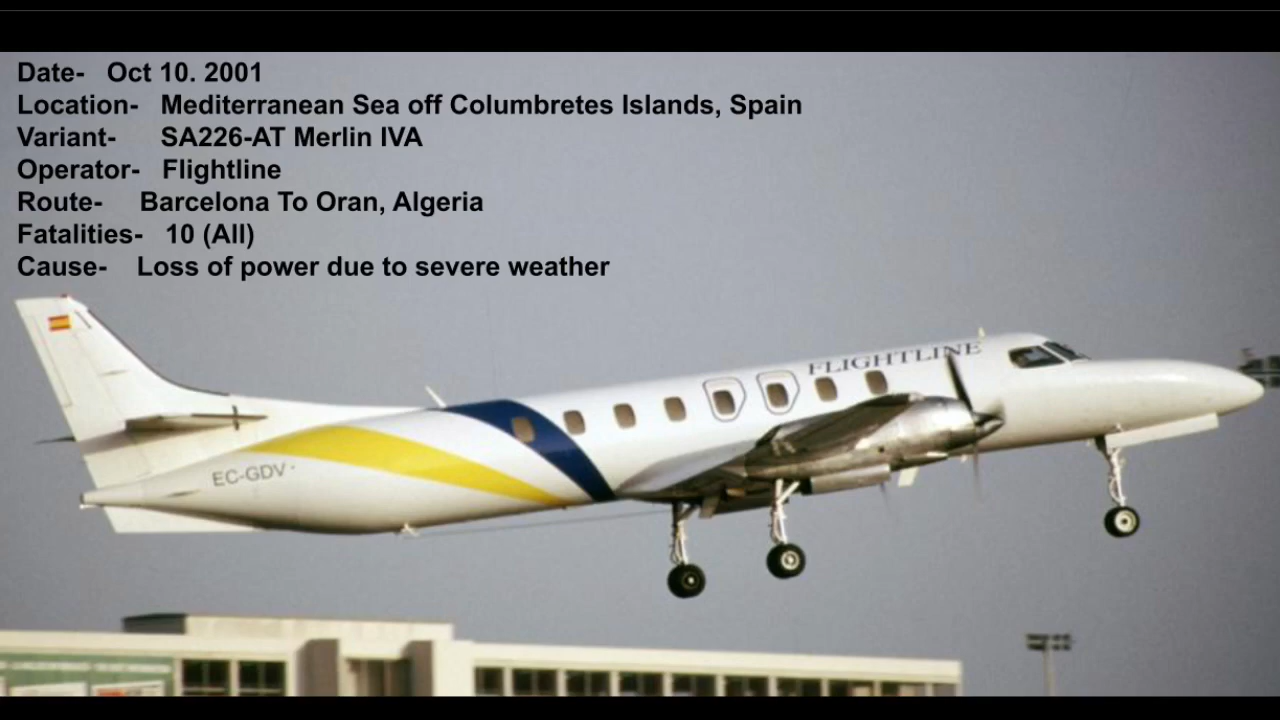 Date- Oct 10. 2001
Location- Mediterranean Sea off Columbretes Islands, Spain
Variant- SA226-AT Merlin IVA
Operator- Flightline
Route- Barcelona To Oran, Algeria
Fatalities- 10 (All)
Cause- Loss of power due to severe weather
FLIGHTLINE
EC-GDV